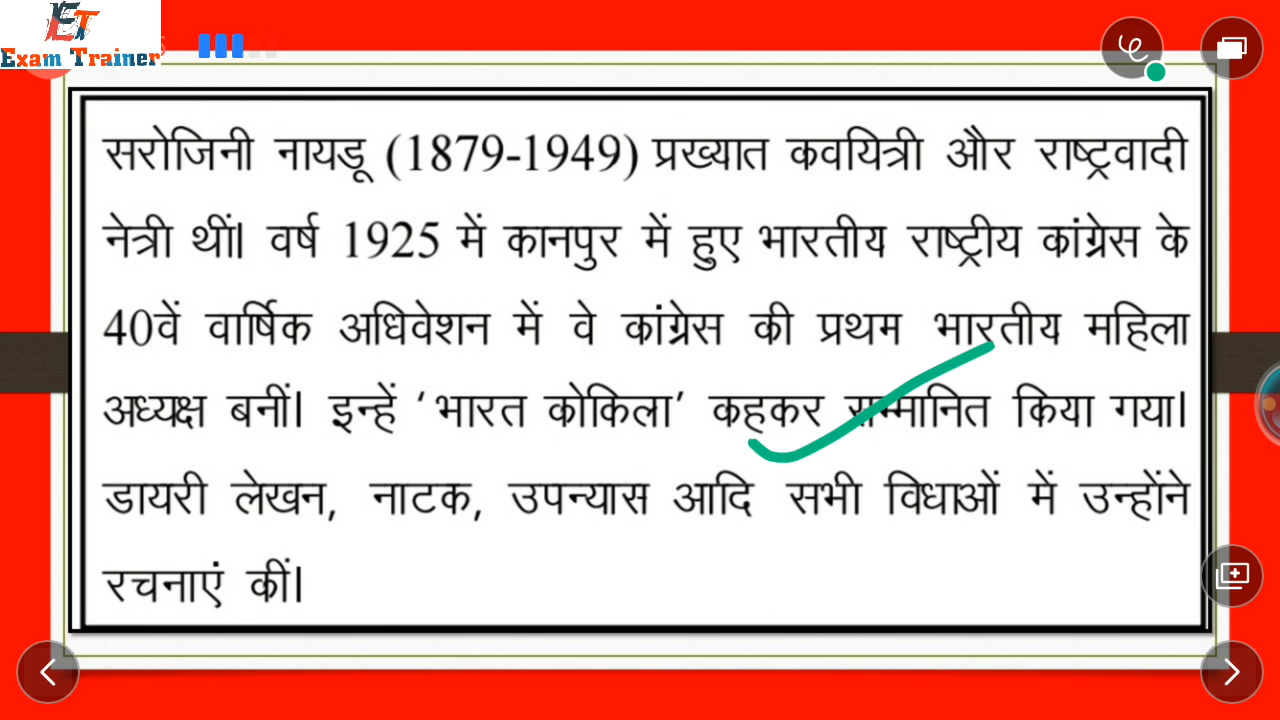 ET
Exam Trainer
सरोजिनी नायडू (1879-1949) प्रख्यात कवयित्री और राष्ट्रवादी
नेत्री थीं। वर्ष 1925 में कानपुर में हुए भारतीय राष्ट्रीय कांग्रेस के
40वें वार्षिक अधिवेशन में वे कांग्रेस की प्रथम भारतीय महिला
अध्यक्ष बनीं। इन्हें ‘भारत कोकिला’ कहकर सम्मानित किया गया।
डायरी लेखन, नाटक, उपन्यास आदि सभी विधाओं में उन्होंने
रचनाएं कीं।